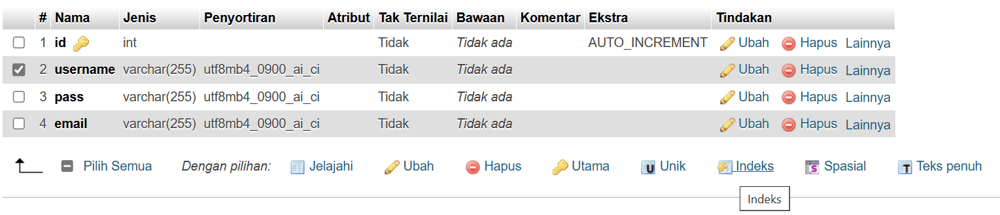 # Nama Jenis Penyortiran Atribut Tak Ternilai Bawaan Komentar Ekstra Tindakan
1 id int Tidak Tidak ada AUTO_INCREMENT Ubah Hapus Lainnya
2 username varchar(255) utf8mb4_0900_ai_ci Tidak Tidak ada Ubah Hapus Lainnya
3 pass varchar(255) utf8mb4_0900_ai_ci Tidak Tidak ada Ubah Hapus Lainnya
4 email varchar(255) utf8mb4_0900_ai_ci Tidak Tidak ada Ubah Hapus Lainnya
Pilih Semua Dengan pilihan: Jelajahi Ubah Hapus Utama Unik Indeks Spasial Teks penuh
Indeks